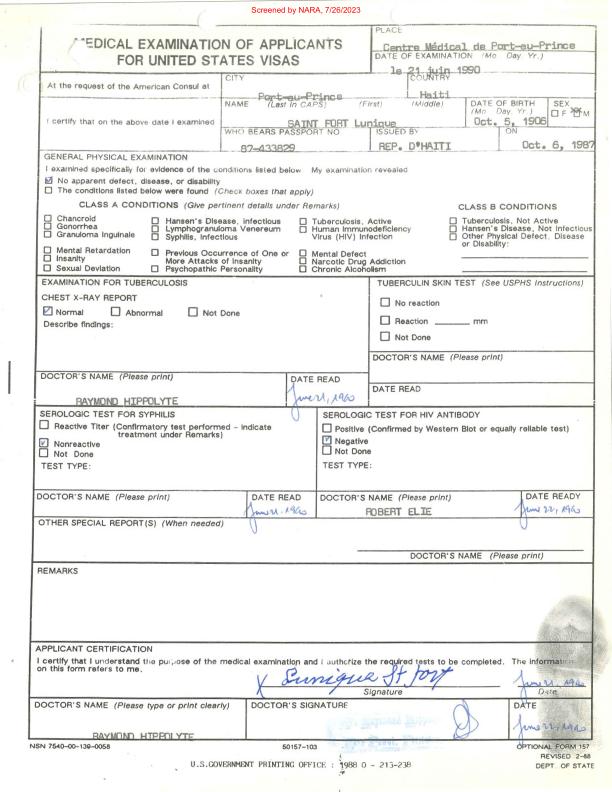 Screened by NARA, 7/26/2023
MEDICAL EXAMINATION OF APPLICANTS
FOR UNITED STATES VISAS
PLACE
Centre Médical de Port-au-Prince
DATE OF EXAMINATION (Mo Day. Yr.)
le 21 juin 1990
At the request of the American Consul at
CITY
Port-au-Prince
COUNTRY
Haiti
I certify that on the above date I examined
NAME (Last in CAPS) (First) (Middle)
SAINT FORT Lunique
DATE OF BIRTH (Mo Day. Yr.)
Oct. 5, 1906
SEX
F M
WHO BEARS PASSPORT NO
87-433829
ISSUED BY
REP. D'HAITI
ON
Oct. 6, 1987
GENERAL PHYSICAL EXAMINATION
I examined specifically for evidence of the conditions listed below My examination revealed
No apparent defect, disease, or disability
The conditions listed below were found (Check boxes that apply)
CLASS A CONDITIONS (Give pertinent details under Remarks)
Chancroid
Gonorrhea
Granuloma Inguinale
Mental Retardation
Insanity
Sexual Deviation
Hansen's Disease, Infectious
Lymphogranuloma Venereum
Syphilis, Infectious
Previous Occurrence of One or
More Attacks of Insanity
Psychopathic Personality
Tuberculosis, Active
Human Immunodeficiency
Virus (HIV) Infection
Mental Defect
Narcotic Drug Addiction
Chronic Alcoholism
CLASS B CONDITIONS
Tuberculosis, Not Active
Hansen's Disease, Not Infectious
Other Physical Defect, Disease
or Disability:
EXAMINATION FOR TUBERCULOSIS
CHEST X-RAY REPORT
Normal Abnormal Not Done
Describe findings:
DOCTOR'S NAME (Please print)
RAYMOND HIPPOLYTE
DATE READ
June 21, 1990
TUBERCULIN SKIN TEST (See USPHS Instructions)
No reaction
Reaction mm
Not Done
DOCTOR'S NAME (Please print)
DATE READ
SEROLOGIC TEST FOR SYPHILIS
Reactive Titer (Confirmatory test performed – indicate
treatment under Remarks)
Nonreactive
Not Done
TEST TYPE:
DOCTOR'S NAME (Please print)
DATE READ
June 21, 1990
SEROLOGIC TEST FOR HIV ANTIBODY
Positive (Confirmed by Western Blot or equally reliable test)
Negative
Not Done
TEST TYPE:
DOCTOR'S NAME (Please print)
ROBERT ELIE
DATE READY
June 22, 1990
OTHER SPECIAL REPORT(S) (When needed)
DOCTOR'S NAME (Please print)
REMARKS
APPLICANT CERTIFICATION
I certify that I understand the purpose of the medical examination and I authorize the required tests to be completed. The information
on this form refers to me.
X Lunique St Fort
Signature
June 21, 1990
Date
DOCTOR'S NAME (Please type or print clearly)
RAYMOND HIPPOLYTE
DOCTOR'S SIGNATURE
DATE
June 22, 1990
NSN 7540-00-139-0058
50157-103
OPTIONAL FORM 157
REVISED 2-88
DEPT. OF STATE
U.S.GOVERNMENT PRINTING OFFICE : 1988 O - 213-238